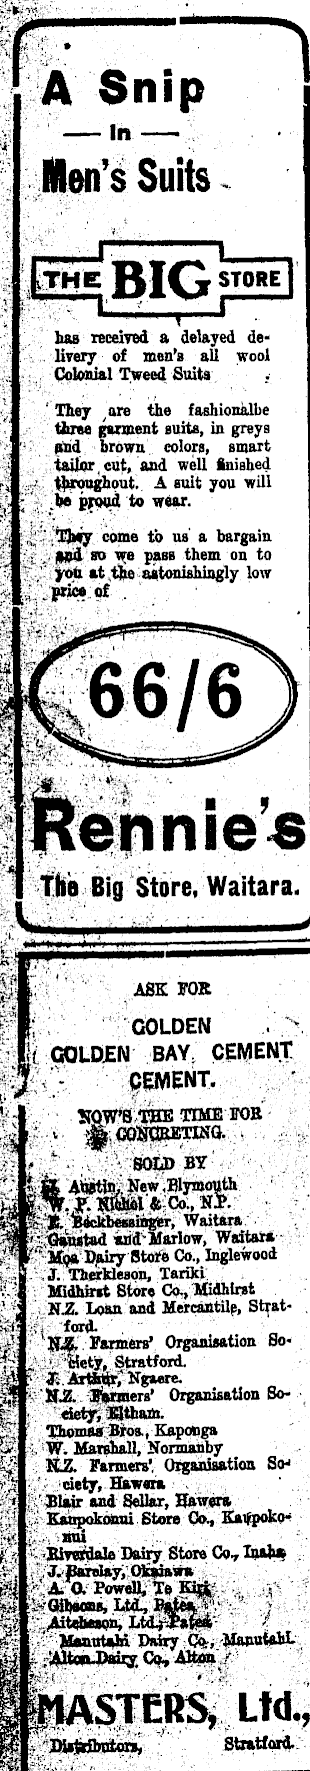 A Snip
— In —
Men's Suits
THE BIG STORE
has received a delayed de-
livery of men's all wool
Colonial Tweed Suits
They are the fashionalbe
three garment suits, in greys
and brown colors, smart
tailor cut, and well finished
throughout. A suit you will
be proud to wear.
They come to us a bargain
and so we pass them on to
you at the astonishingly low
price of
66/6
Rennie's
The Big Store, Waitara.
ASK FOR
GOLDEN
GOLDEN BAY CEMENT
CEMENT.
NOW'S THE TIME FOR
CONCRETING.
SOLD BY
Austin, New Plymouth
W. P. Nichol & Co., N.P.
E. Backbessinger, Waitara
Ganstad and Marlow, Waitara
Moa Dairy Store Co., Inglewood
J. Therkleson, Tariki
Midhirst Store Co., Midhirst
N.Z. Loan and Mercantile, Strat-
ford.
N.Z. Farmers' Organisation So-
ciety, Stratford.
J. Arthur, Ngaere.
N.Z. Farmers' Organisation So-
ciety, Eltham.
Thomas Bros., Kaponga
W. Marshall, Normanby
N.Z. Farmers' Organisation So-
ciety, Hawera
Blair and Sellar, Hawera
Kaupokonui Store Co., Kaupoko-
nui
Riverdale Dairy Store Co., Inaha
J. Barclay, Okaiawa
A. O. Powell, Te Kiri
Gibsons, Ltd., Patea
Aitcheson, Ltd., Patea
Manutahi Dairy Co., Manutahi.
Alton Dairy Co., Alton
MASTERS, Ltd.,
Distributors, Stratford.